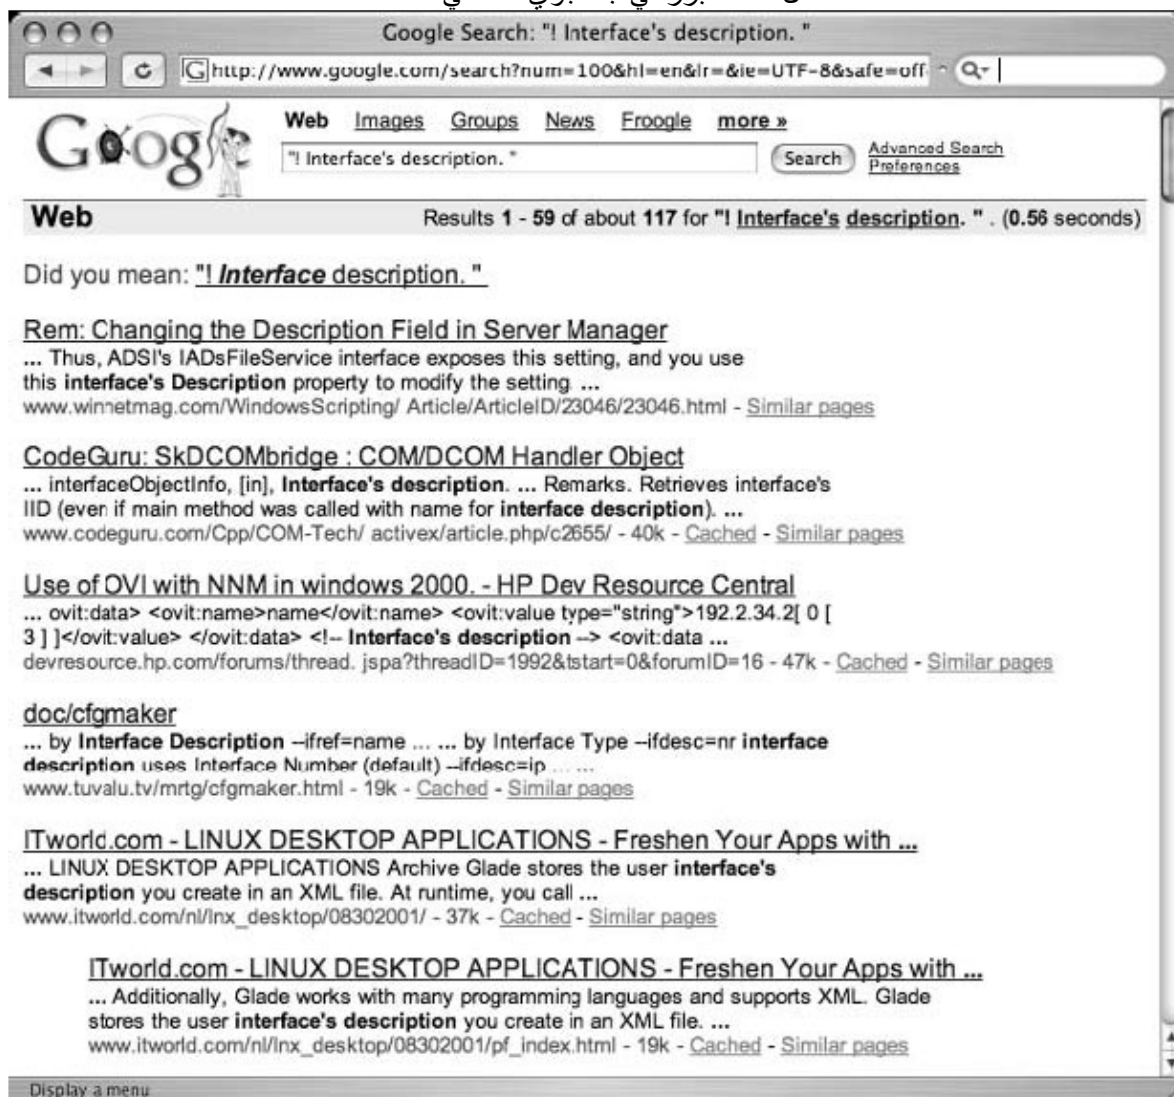 Google Search: "! Interface's description. "
http://www.google.com/search?num=100&hl=en&lr=&ie=UTF-8&safe=off
Google
Web Images Groups News Froogle more »
"! Interface's description. " Search Advanced Search
Preferences
Web Results 1 - 59 of about 117 for "! Interface's description. " . (0.56 seconds)
Did you mean: "! Interface description. "
Rem: Changing the Description Field in Server Manager
... Thus, ADSI's IADsFileService interface exposes this setting, and you use
this interface's Description property to modify the setting ...
www.winnetmag.com/WindowsScripting/ Article/ArticleID/23046/23046.html - Similar pages
CodeGuru: SkDCOMbridge : COM/DCOM Handler Object
... interfaceObjectInfo, [in], Interface's description. ... Remarks. Retrieves interface's
IID (ever if main method was called with name for interface description). ...
www.codeguru.com/Cpp/COM-Tech/ activex/article.php/c2655/ - 40k - Cached - Similar pages
Use of OVI with NNM in windows 2000. - HP Dev Resource Central
... ovit:data> <ovit:name>name</ovit:name> <ovit:value type="string">192.2.34.2[ 0 [
3 ] ]</ovit:value> </ovit:data> <!-- Interface's description --> <ovit:data ...
devresource.hp.com/forums/thread. jspa?threadID=1992&tstart=0&forumID=16 - 47k - Cached - Similar pages
doc/cfgmaker
... by Interface Description --ifref=name ... ... by Interface Type --ifdesc=nr interface
description uses Interface Number (default) --ifdesc=ip ... ...
www.tuvalu.tv/mrtg/cfgmaker.html - 19k - Cached - Similar pages
ITworld.com - LINUX DESKTOP APPLICATIONS - Freshen Your Apps with ...
... LINUX DESKTOP APPLICATIONS Archive Glade stores the user interface's
description you create in an XML file. At runtime, you call ...
www.itworld.com/nl/lnx_desktop/08302001/ - 37k - Cached - Similar pages
ITworld.com - LINUX DESKTOP APPLICATIONS - Freshen Your Apps with ...
... Additionally, Glade works with many programming languages and supports XML. Glade
stores the user interface's description you create in an XML file. ...
www.itworld.com/nl/lnx_desktop/08302001/pf_index.html - 19k - Cached - Similar pages
Display a menu